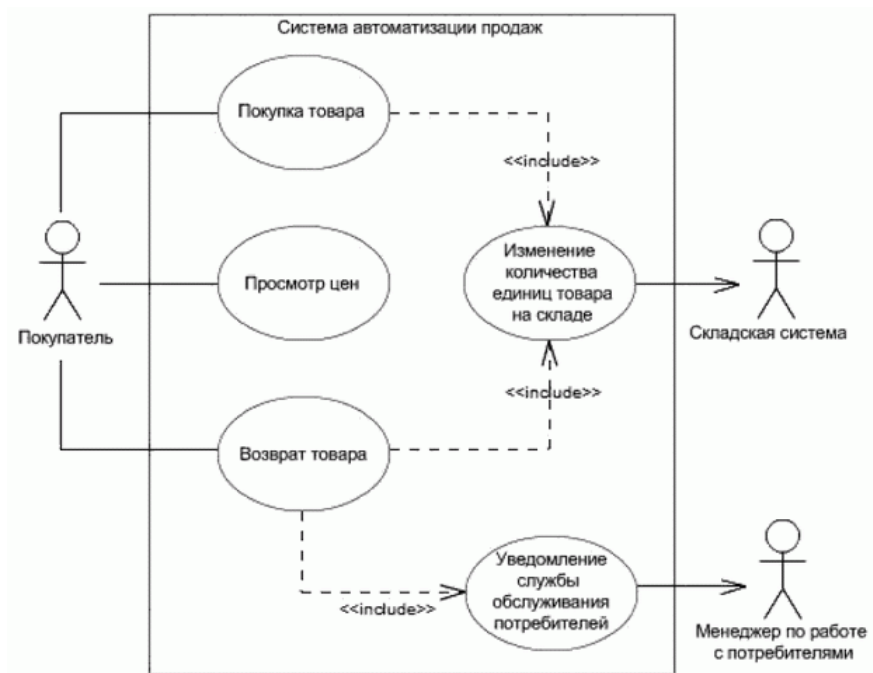 Система автоматизации продаж
Покупка товара
<<include>>
Изменение
количества
единиц товара
на складе
Просмотр цен
Покупатель
Складская система
<<include>>
Возврат товара
Уведомление
службы
обслуживания
потребителей
<<include>>
Менеджер по работе
с потребителями